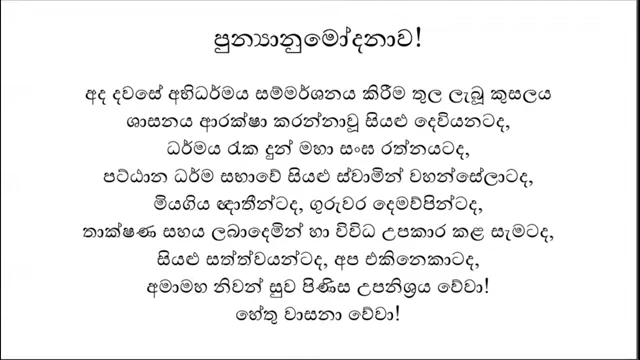 පුන්‍යානුමෝදනාව!
අද දවසේ අභිධර්මය සම්මර්ශනය කිරීම තුල ලැබූ කුසලය
ශාසනය ආරක්ෂා කරන්නාවූ සියළු දෙවියනටද,
ධර්මය රැක දුන් මහා සංඝ රත්නයටද,
පට්ඨාන ධර්ම සභාවේ සියළු ස්වාමින් වහන්සේලාටද,
මියගිය ඥාතීන්ටද, ගුරුවර දෙමව්පින්ටද,
තාක්ෂණ සහය ලබාදෙමින් හා විවිධ උපකාර කළ සැමටද,
සියළු සත්ත්වයන්ටද, අප එකිනෙකාටද,
අමාමහ නිවන් සුව පිණිස උපනිශ්‍රය වේවා!
හේතු වාසනා වේවා!